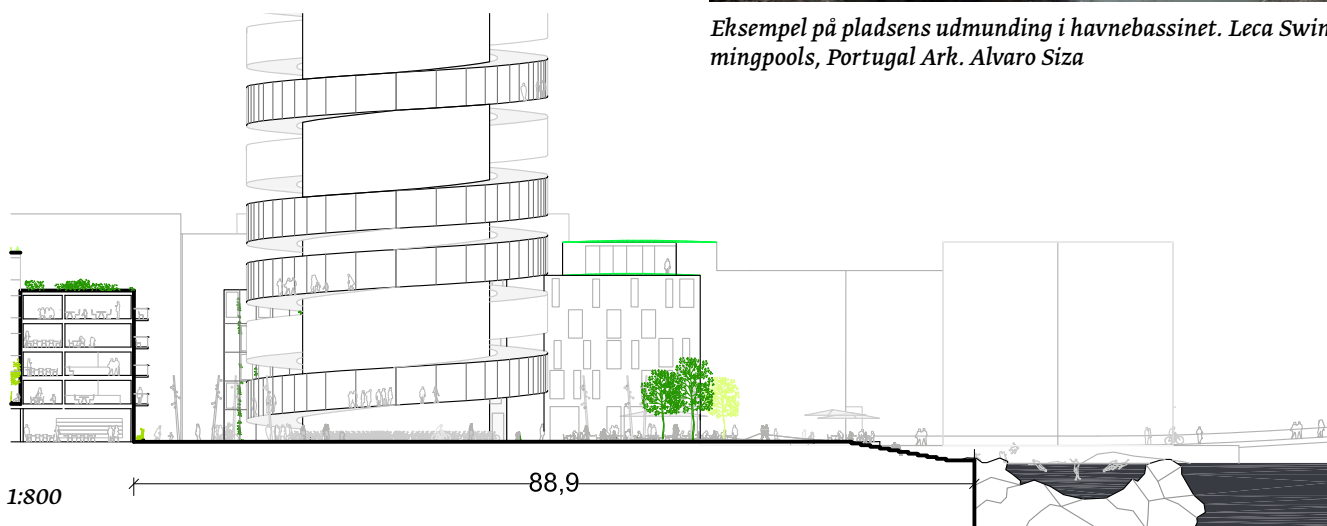 Eksempel på pladsens udmunding i havnebassinet. Leca Swim
mingpools, Portugal Ark. Alvaro Siza
88,9
1:800